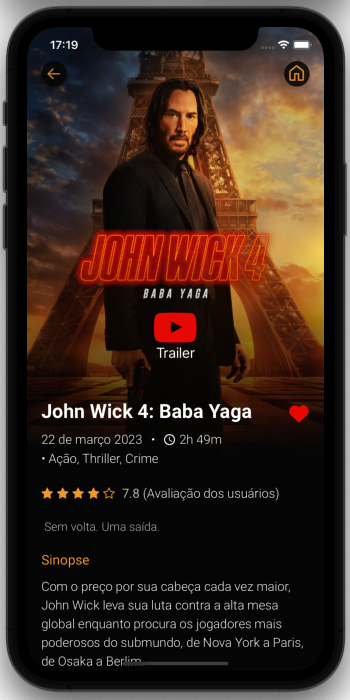 17:19
JOHN WICK 4
BABA YAGA
Trailer
John Wick 4: Baba Yaga
22 de março 2023 • 2h 49m
• Ação, Thriller, Crime
7.8 (Avaliação dos usuários)
Sem volta. Uma saída.
Sinopse
Com o preço por sua cabeça cada vez maior,
John Wick leva sua luta contra a alta mesa
global enquanto procura os jogadores mais
poderosos do submundo, de Nova York a Paris,
de Osaka a Berlim.